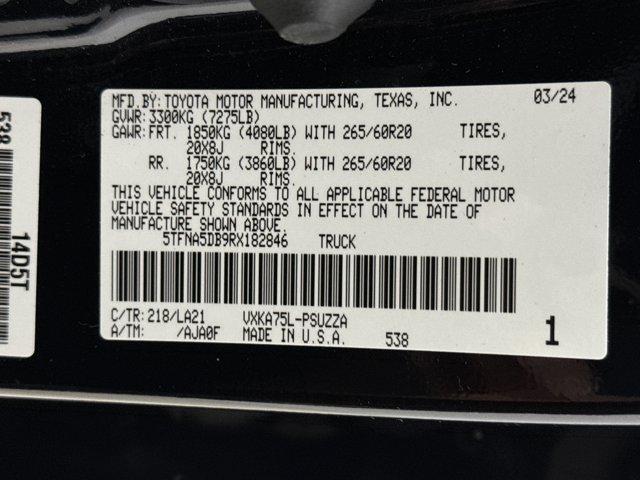 MFD.BY:TOYOTA MOTOR MANUFACTURING, TEXAS, INC. 03/24
GVWR: 3300KG (7275LB)
GAWR:FRT. 1850KG (4080LB) WITH 265/60R20 TIRES,
20X8J RIMS.
RR. 1750KG (3860LB) WITH 265/60R20 TIRES,
20X8J RIMS.
THIS VEHICLE CONFORMS TO ALL APPLICABLE FEDERAL MOTOR
VEHICLE SAFETY STANDARDS IN EFFECT ON THE DATE OF
MANUFACTURE SHOWN ABOVE.
5TFNA5DB9RX182846 TRUCK
C/TR:218/LA21 VXKA75L-PSUZZA
A/TM: /AJA0F MADE IN U.S.A. 538 1
538
14D5T